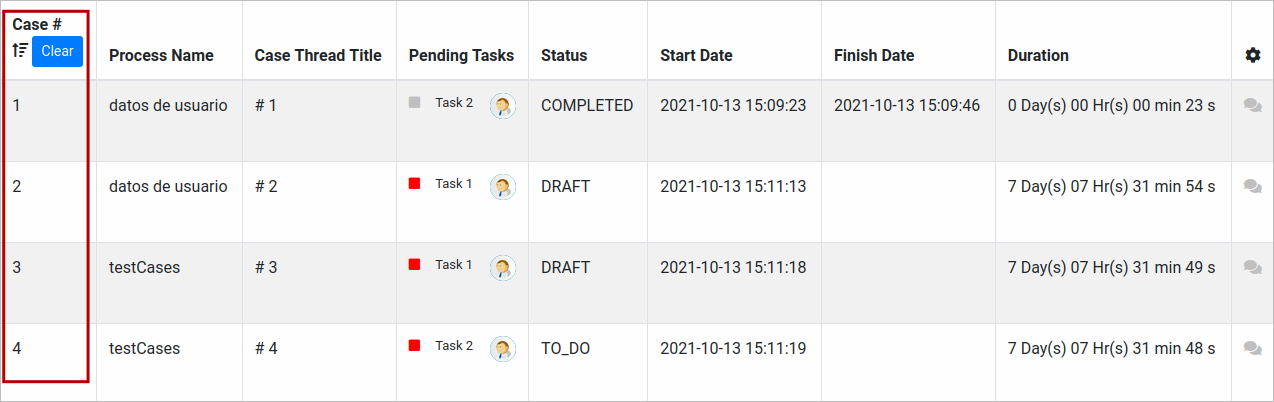 Case #
Clear
Process Name Case Thread Title Pending Tasks Status Start Date Finish Date Duration
1 datos de usuario # 1 Task 2 COMPLETED 2021-10-13 15:09:23 2021-10-13 15:09:46 0 Day(s) 00 Hr(s) 00 min 23 s
2 datos de usuario # 2 Task 1 DRAFT 2021-10-13 15:11:13 7 Day(s) 07 Hr(s) 31 min 54 s
3 testCases # 3 Task 1 DRAFT 2021-10-13 15:11:18 7 Day(s) 07 Hr(s) 31 min 49 s
4 testCases # 4 Task 2 TO_DO 2021-10-13 15:11:19 7 Day(s) 07 Hr(s) 31 min 48 s